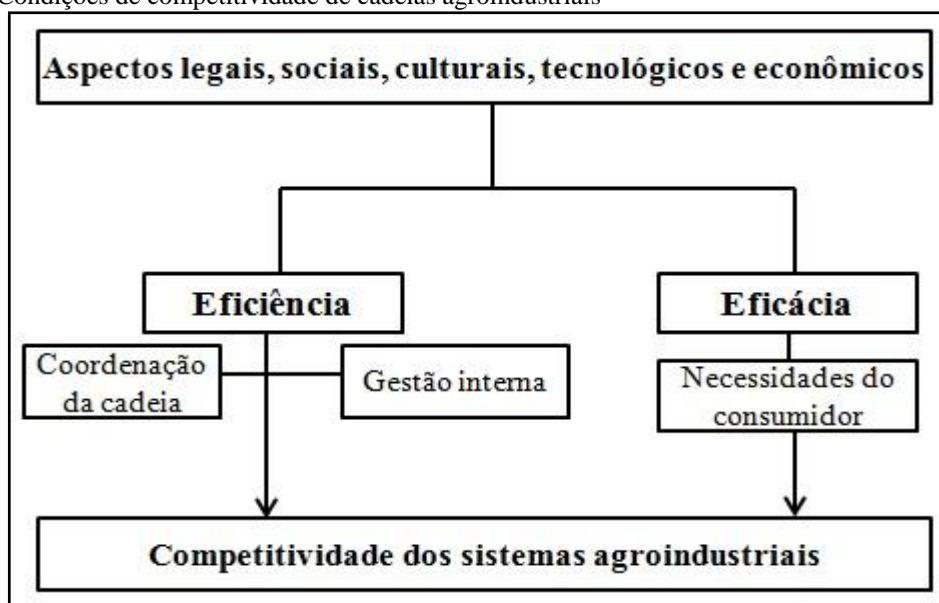 Condições de competitividade de cadeias agroindustriais
Aspectos legais, sociais, culturais, tecnológicos e econômicos
Eficiência
Eficácia
Coordenação
da cadeia
Gestão interna
Necessidades do
consumidor
Competitividade dos sistemas agroindustriais